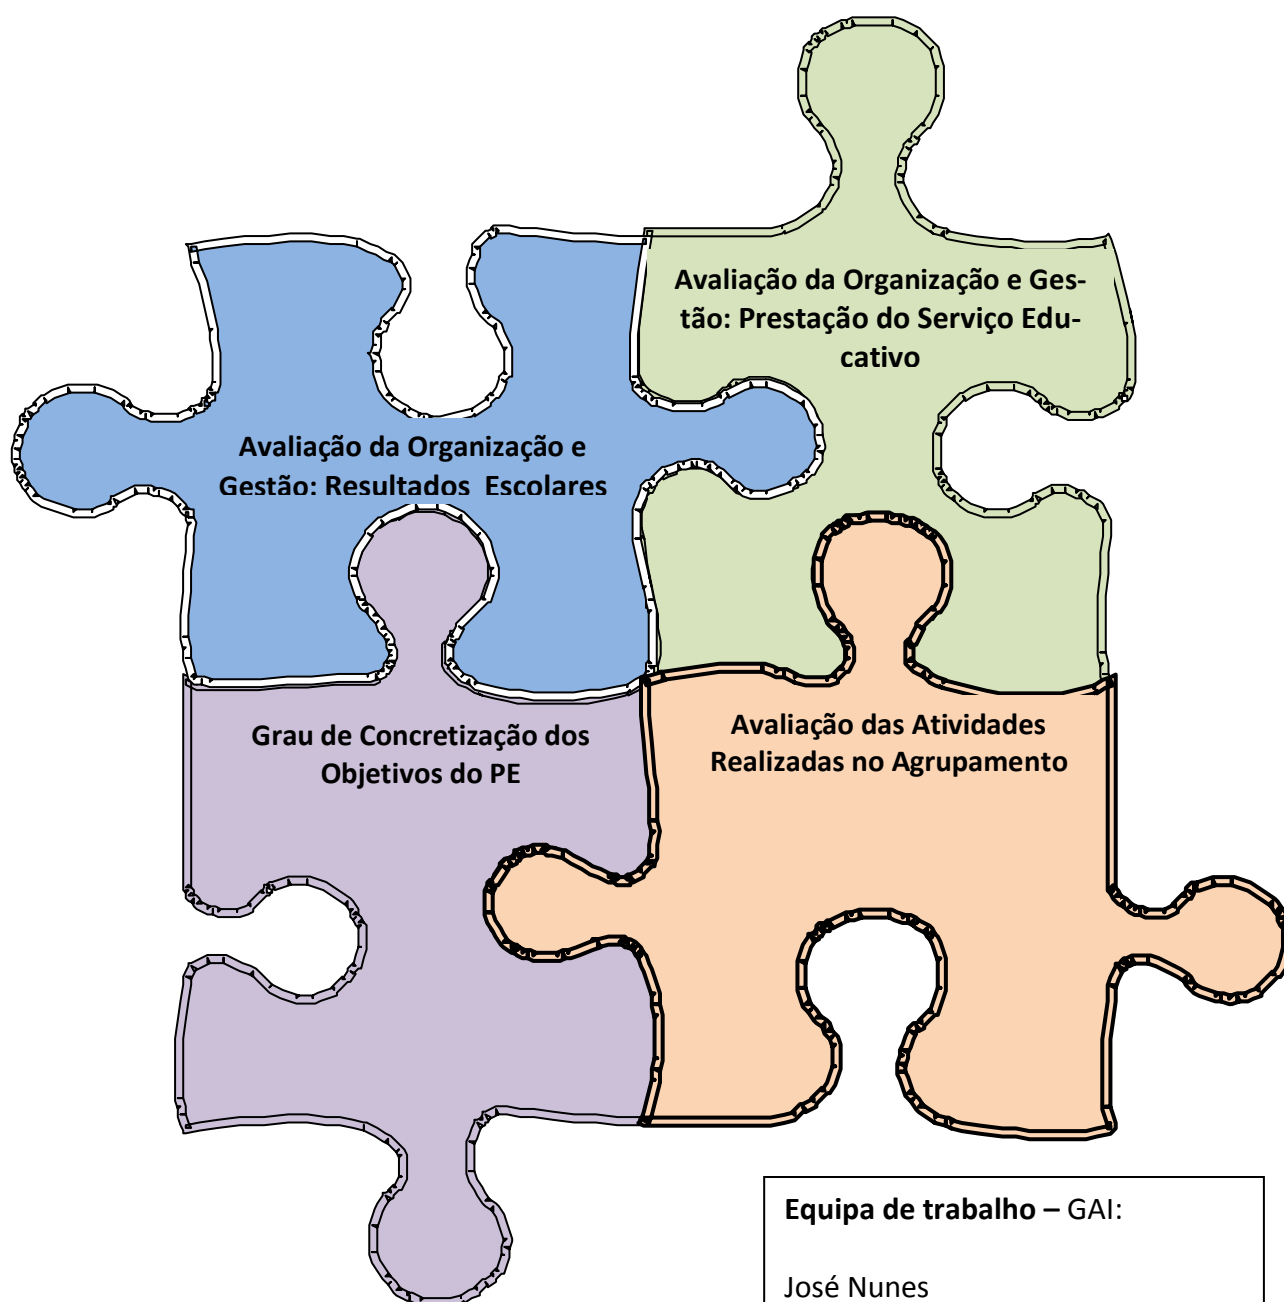 Avaliação da Organização e Ges-
tão: Prestação do Serviço Edu-
cativo
Avaliação da Organização e
Gestão: Resultados Escolares
Grau de Concretização dos
Objetivos do PE
Avaliação das Atividades
Realizadas no Agrupamento
Equipa de trabalho – GAI:
José Nunes